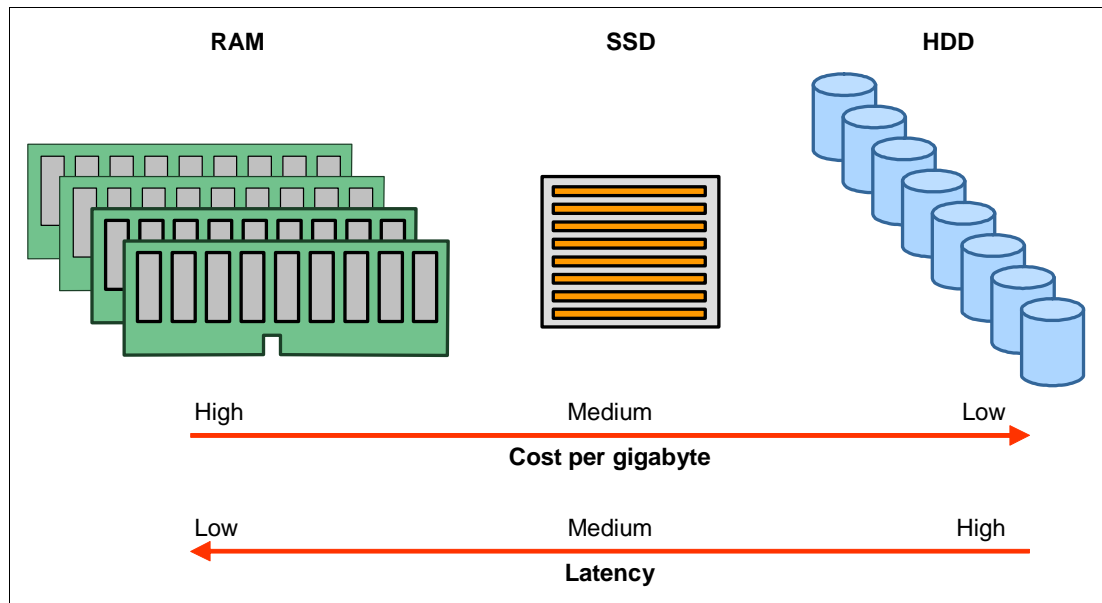 RAM SSD HDD
High Medium Low
Cost per gigabyte
Low Medium High
Latency